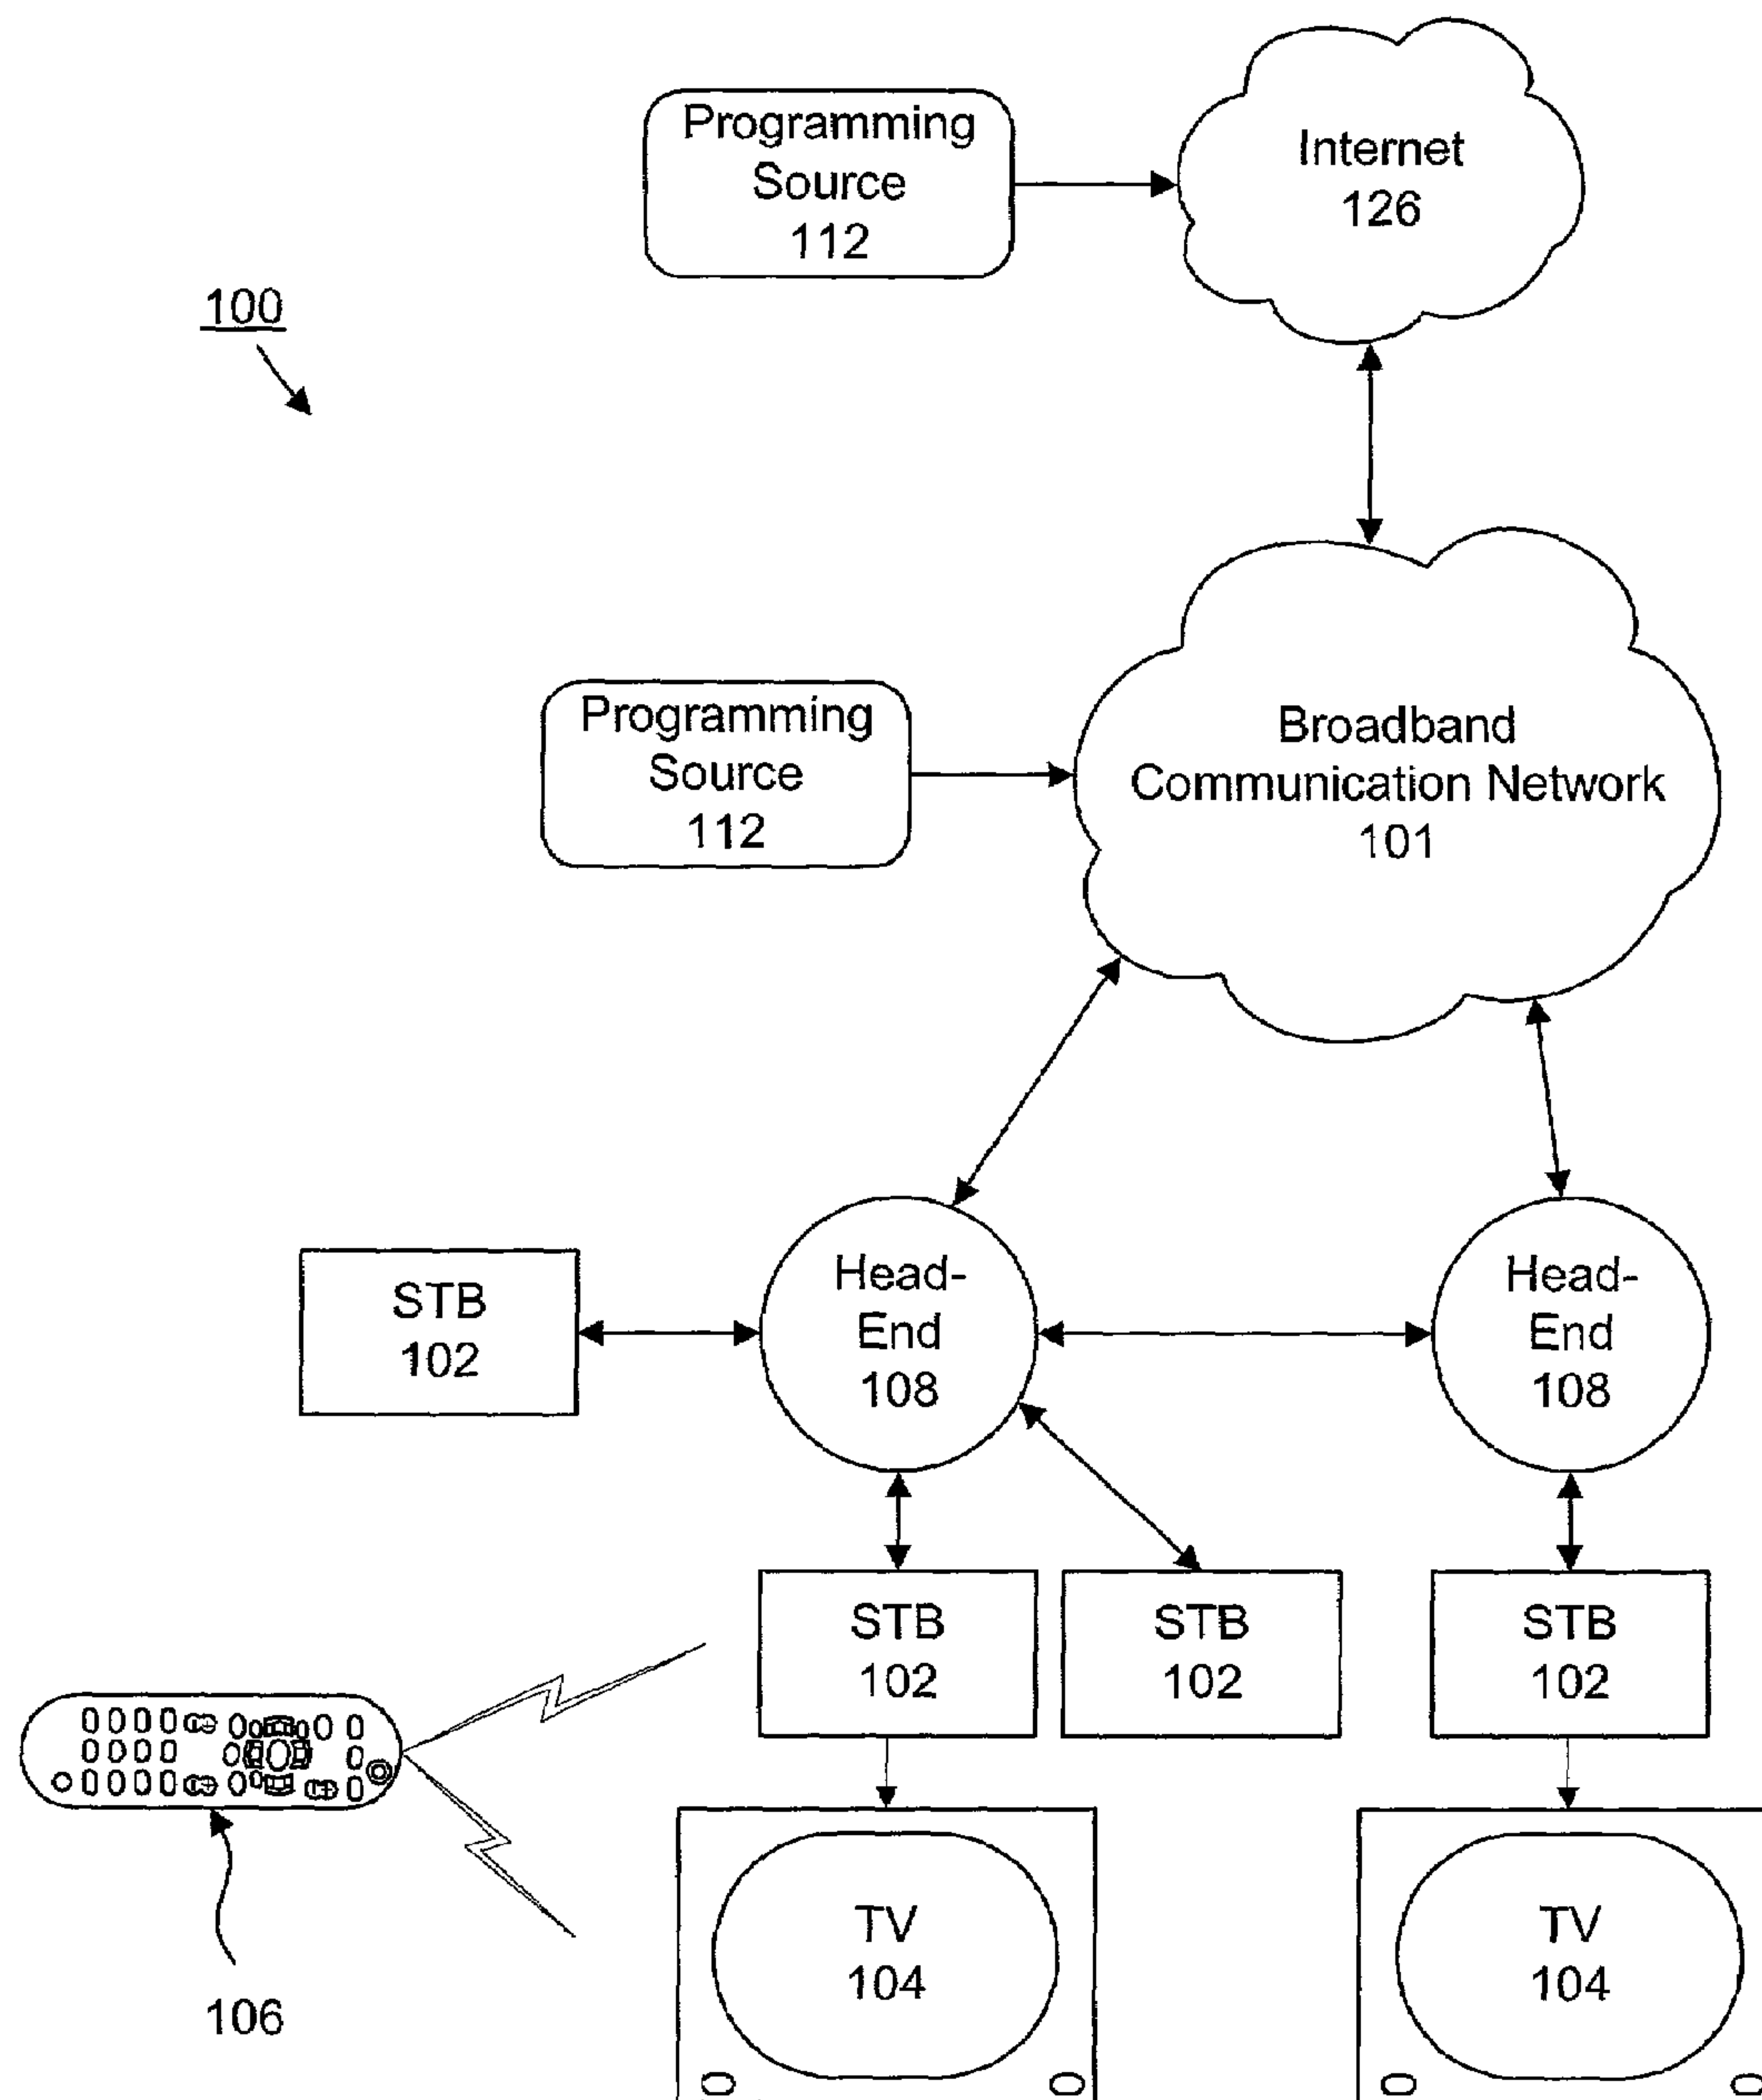 Programming
Source
112
Internet
126
100
Programming
Source
112
Broadband
Communication Network
101
STB
102
Head-
End
108
Head-
End
108
STB
102
STB
102
STB
102
TV
104
TV
104
106